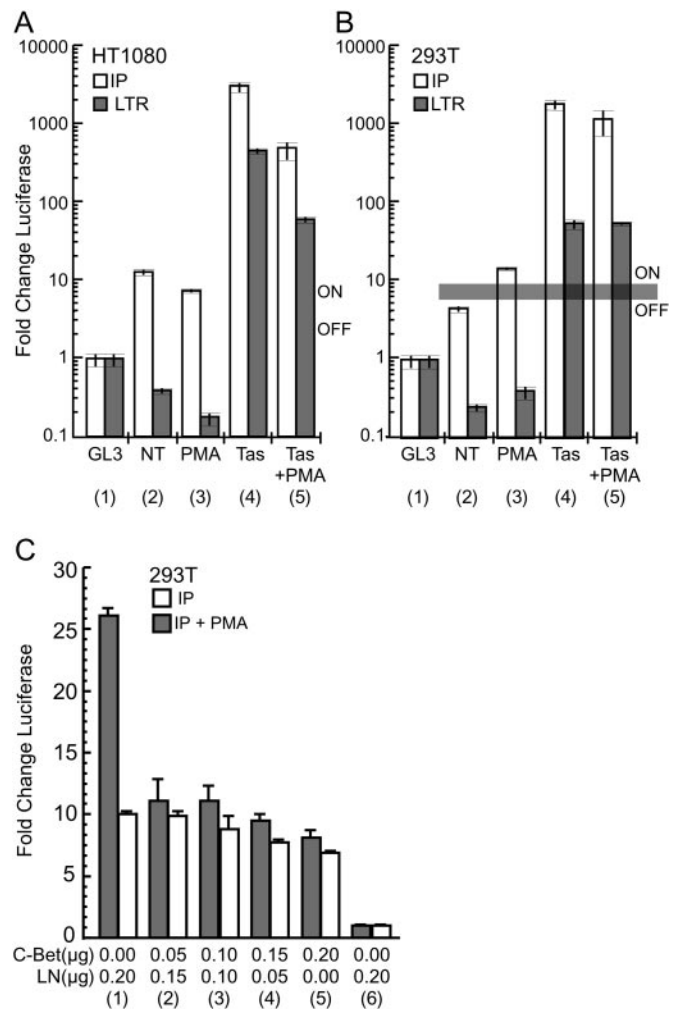 A
HT1080
IP
LTR
Fold Change Luciferase
10000
1000
100
10
1
0.1
ON
OFF
GL3 NT PMA Tas Tas
+PMA
(1) (2) (3) (4) (5)
B
293T
IP
LTR
10000
1000
100
10
1
0.1
ON
OFF
GL3 NT PMA Tas Tas
+PMA
(1) (2) (3) (4) (5)
C
293T
IP
IP + PMA
Fold Change Luciferase
30
25
20
15
10
5
0
C-Bet(µg) 0.00 0.05 0.10 0.15 0.20 0.00
LN(µg) 0.20 0.15 0.10 0.05 0.00 0.20
(1) (2) (3) (4) (5) (6)